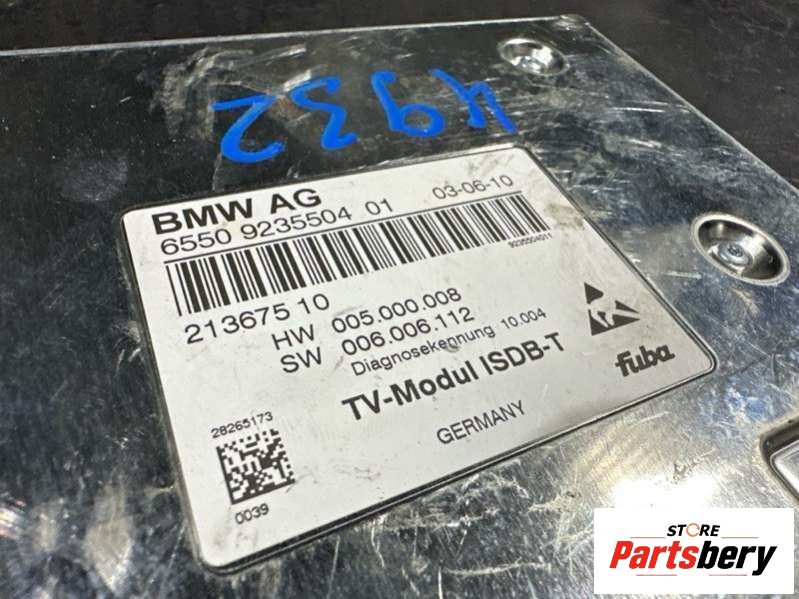 4932
BMW AG
6550 9235504 01 03-06-10
9235504011
213675 10
HW 005.000.008
SW 006.006.112
Diagnosekennung 10.004
TV-Modul ISDB-T
fuba
GERMANY
28265173
0039
STORE
Partsbery